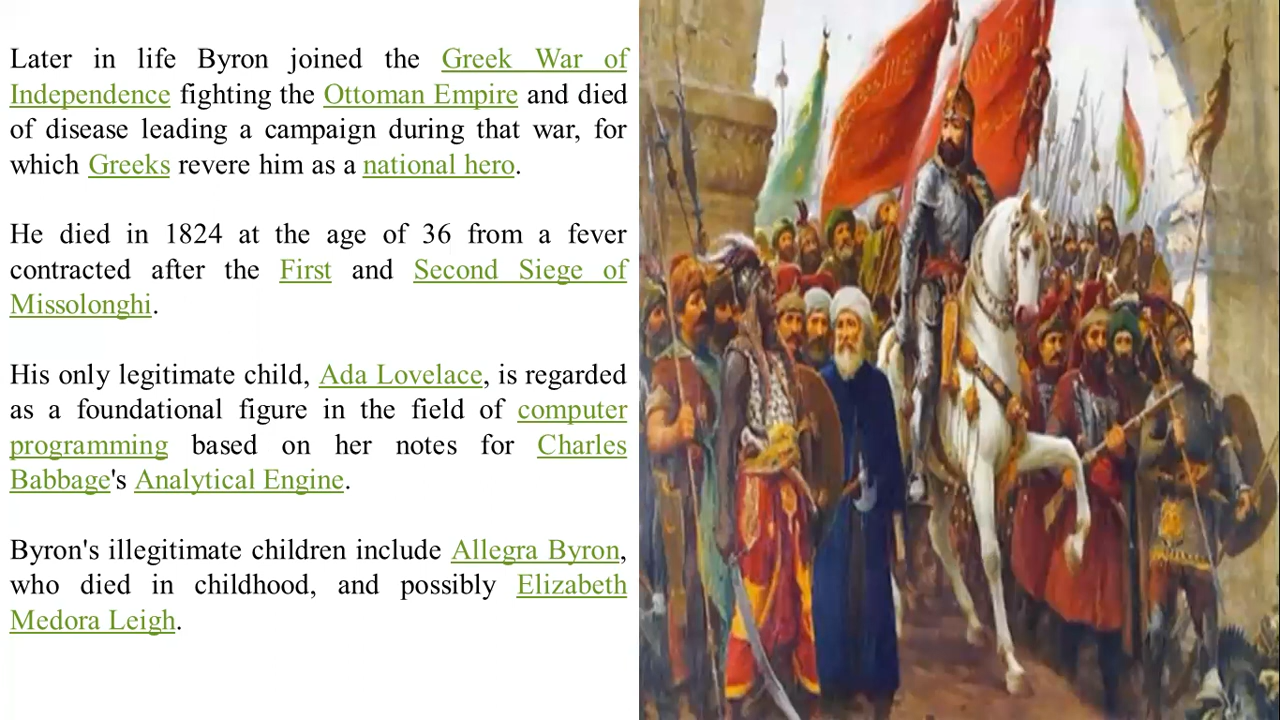 Later in life Byron joined the Greek War of
Independence fighting the Ottoman Empire and died
of disease leading a campaign during that war, for
which Greeks revere him as a national hero.
He died in 1824 at the age of 36 from a fever
contracted after the First and Second Siege of
Missolonghi.
His only legitimate child, Ada Lovelace, is regarded
as a foundational figure in the field of computer
programming based on her notes for Charles
Babbage's Analytical Engine.
Byron's illegitimate children include Allegra Byron,
who died in childhood, and possibly Elizabeth
Medora Leigh.